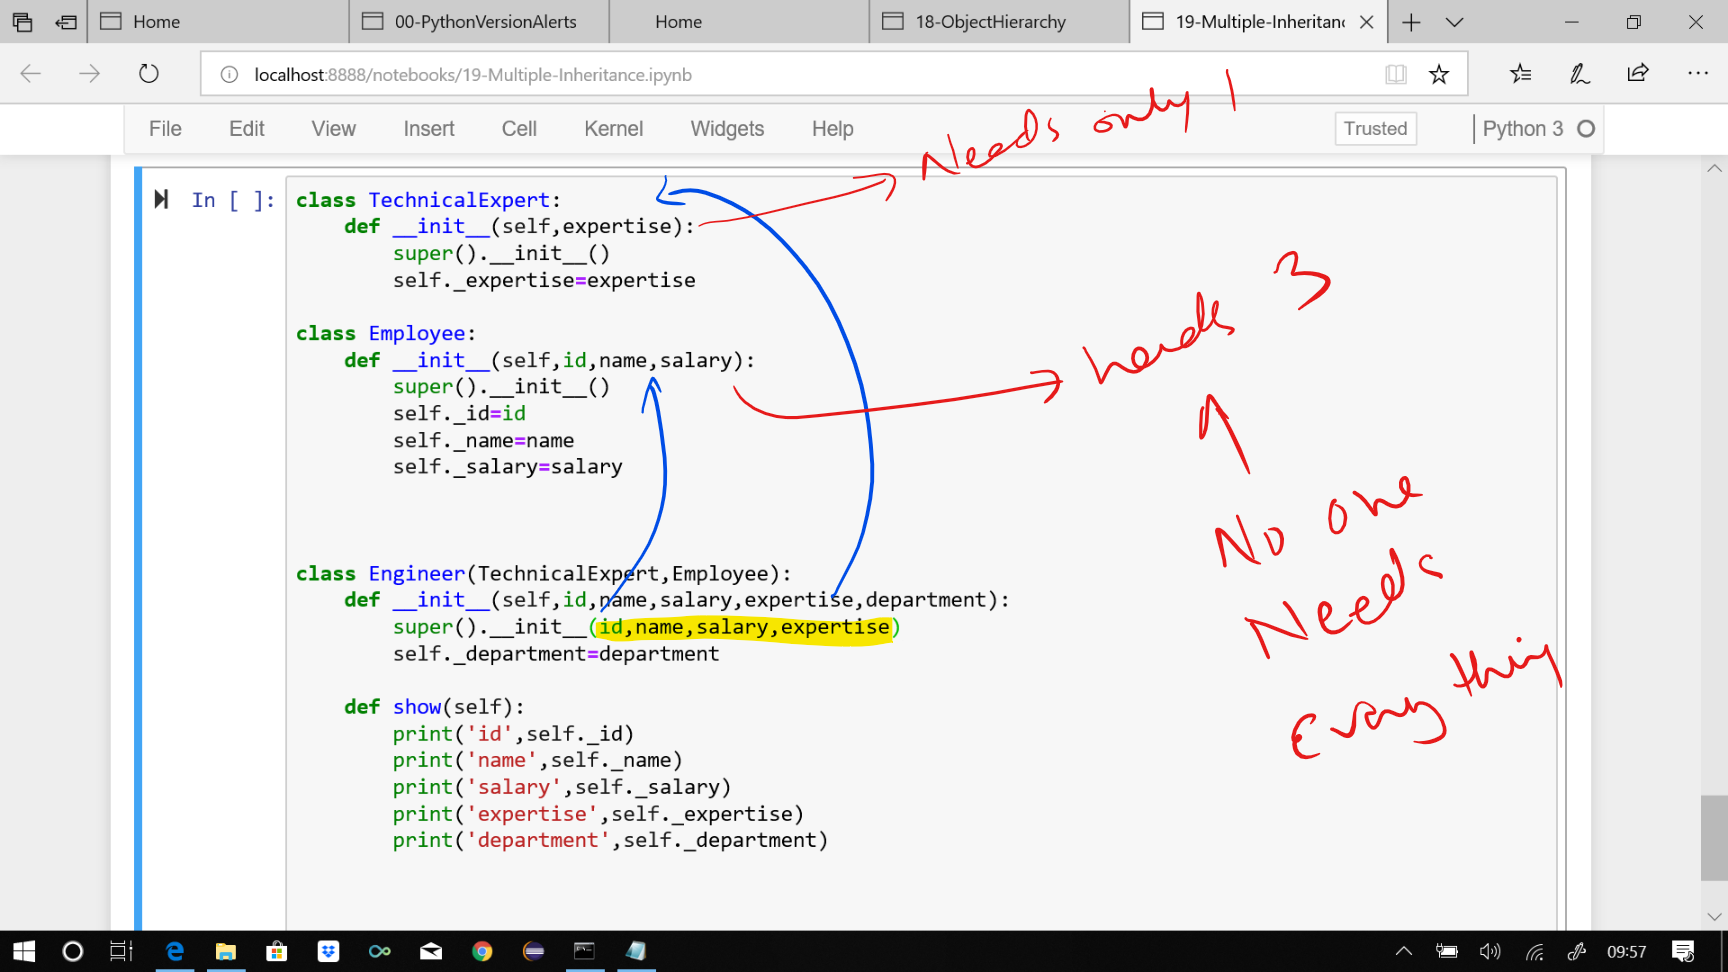 Home
00-PythonVersionAlerts
Home
18-ObjectHierarchy
19-Multiple-Inheritanc
localhost:8888/notebooks/19-Multiple-Inheritance.ipynb
File Edit View Insert Cell Kernel Widgets Help Trusted Python 3
Needs only 1
In [ ]:
class TechnicalExpert:
    def __init__(self,expertise):
        super().__init__()
        self._expertise=expertise
class Employee:
    def __init__(self,id,name,salary):
        super().__init__()
        self._id=id
        self._name=name
        self._salary=salary
needs 3
No one
Needs
Everything
class Engineer(TechnicalExpert,Employee):
    def __init__(self,id,name,salary,expertise,department):
        super().__init__(id,name,salary,expertise)
        self._department=department
    def show(self):
        print('id',self._id)
        print('name',self._name)
        print('salary',self._salary)
        print('expertise',self._expertise)
        print('department',self._department)
09:57